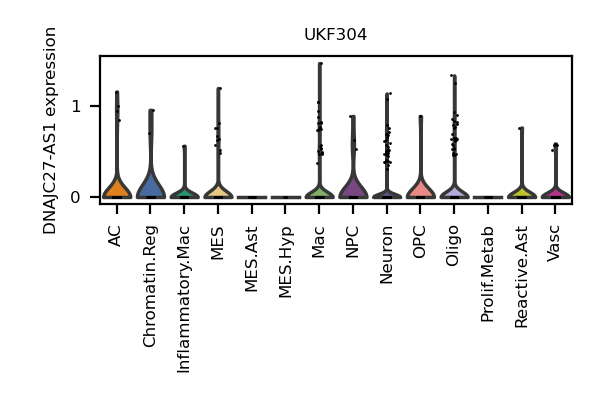 UKF304
DNAJC27-AS1 expression
1
0
AC
Chromatin.Reg
Inflammatory.Mac
MES
MES.Ast
MES.Hyp
Mac
NPC
Neuron
OPC
Oligo
Prolif.Metab
Reactive.Ast
Vasc